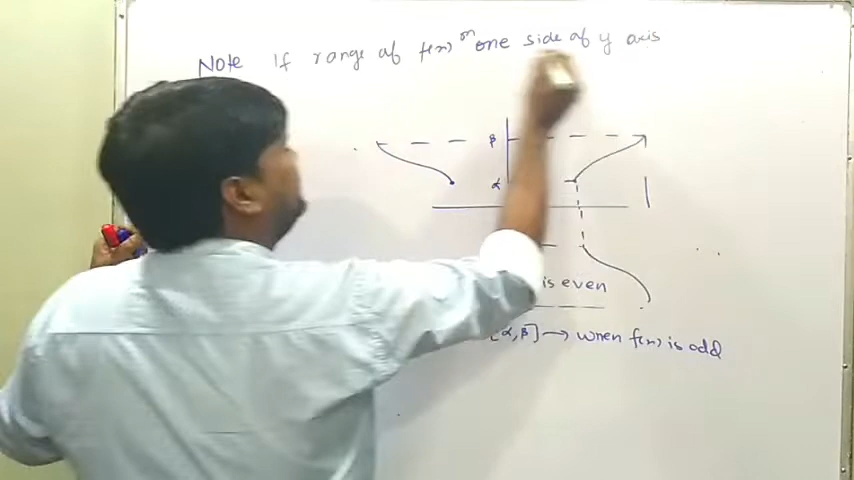 Note If range of f(x) on one side of y axis
β
α
is even
[α, β] → when f(x) is odd